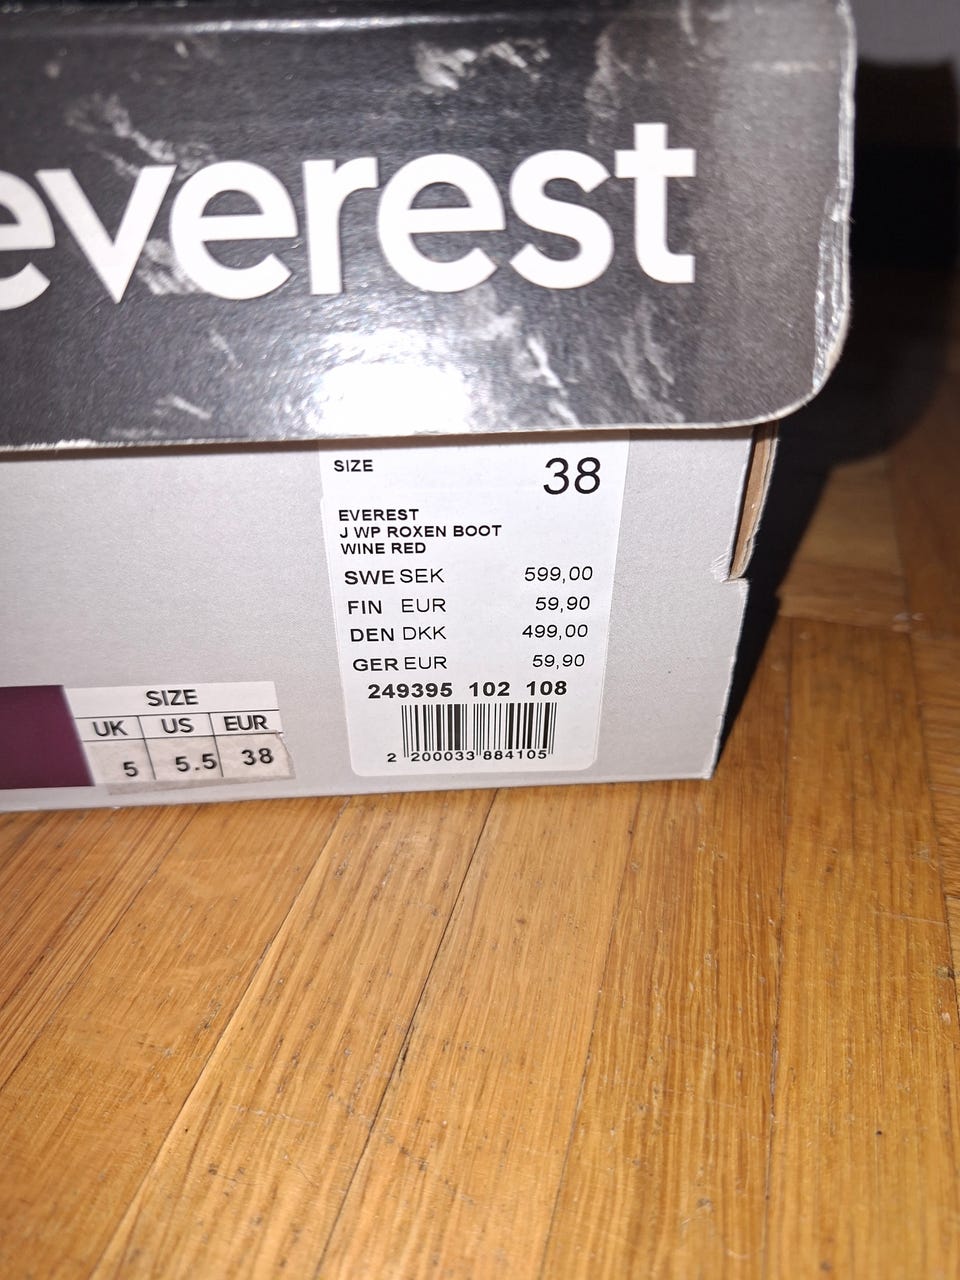 everest
SIZE 38
EVEREST
J WP ROXEN BOOT
WINE RED
SWE SEK 599,00
FIN EUR 59,90
DEN DKK 499,00
GER EUR 59,90
249395 102 108
2 200033 884105
SIZE
UK US EUR
5 5.5 38